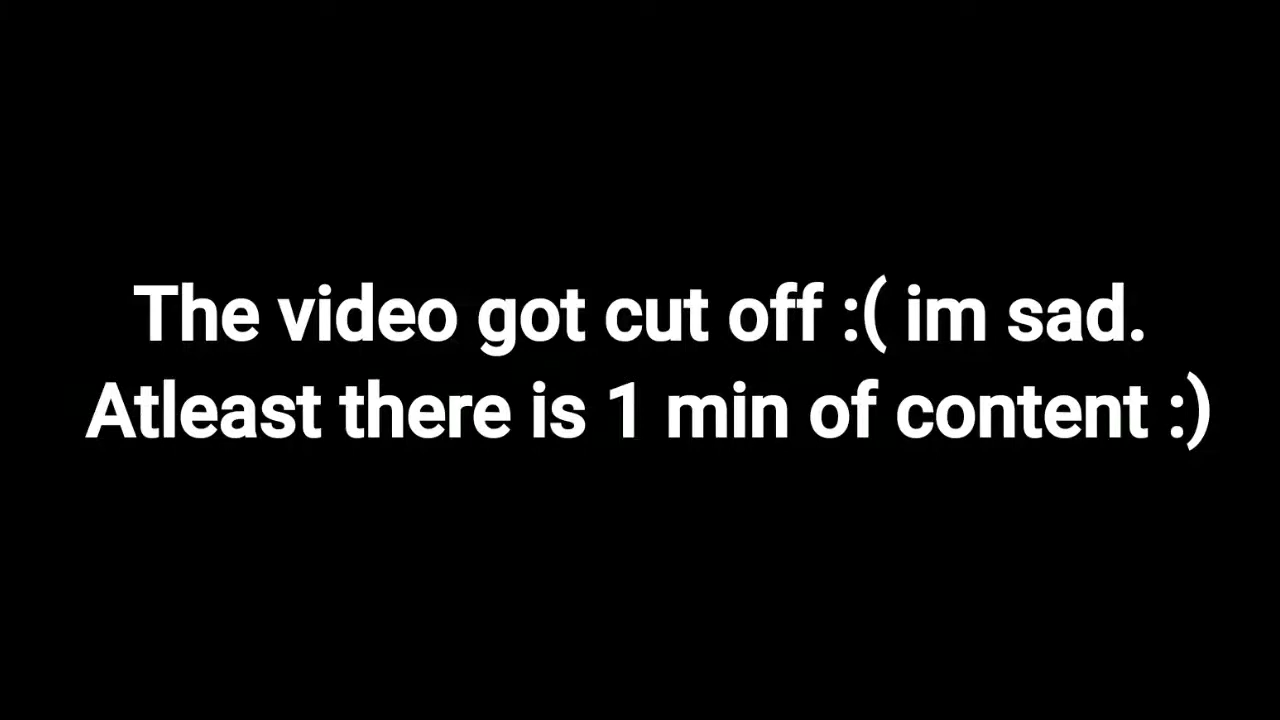 The video got cut off :( im sad.
Atleast there is 1 min of content :)